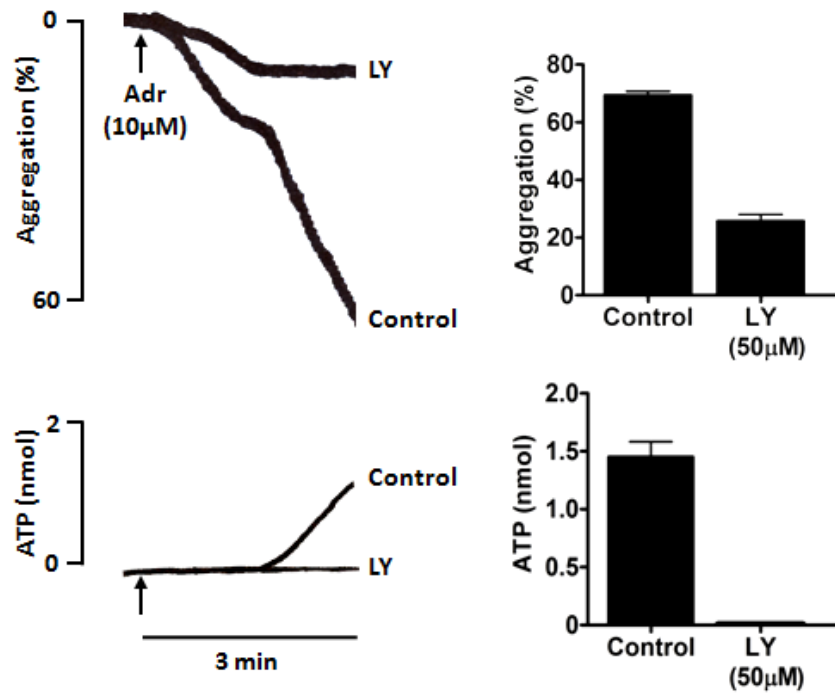 Aggregation (%)
0
60
Adr
(10µM)
LY
Control
Aggregation (%)
80
60
40
20
0
Control
LY
(50µM)
ATP (nmol)
2
0
Control
LY
3 min
ATP (nmol)
2.0
1.5
1.0
0.5
0
Control
LY
(50µM)